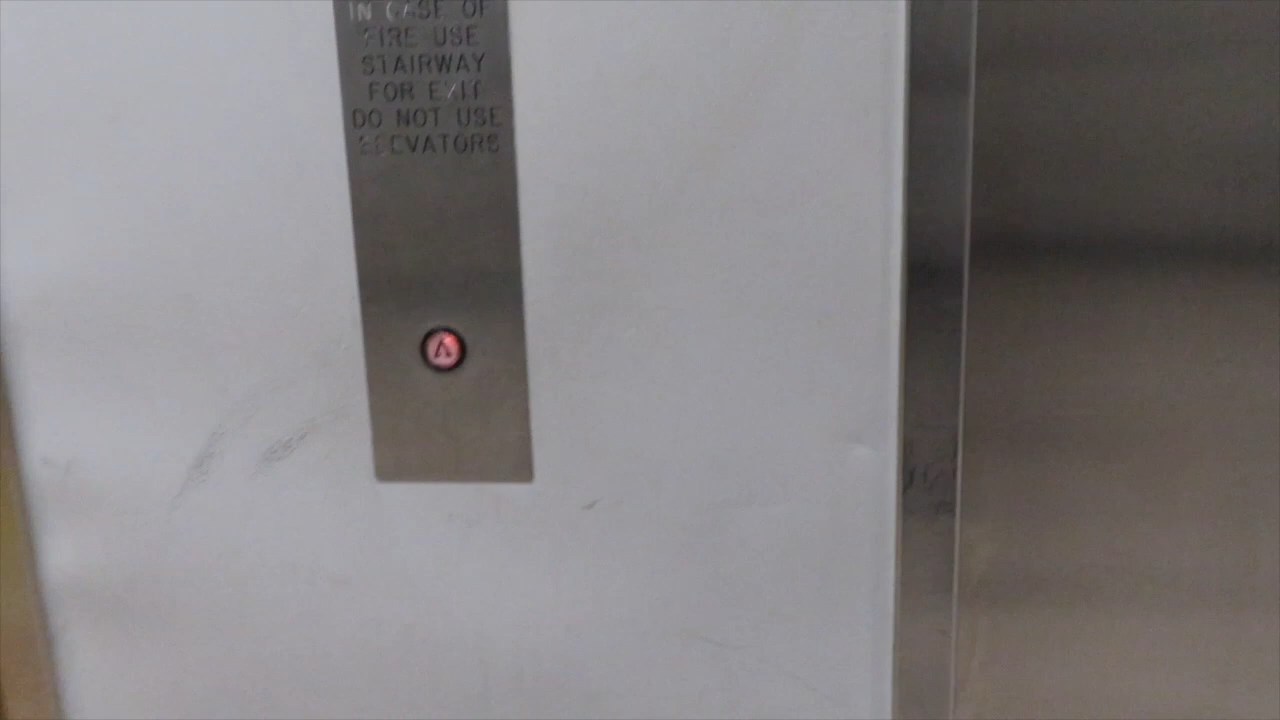 IN CASE OF
FIRE USE
STAIRWAY
FOR EXIT
DO NOT USE
ELEVATORS